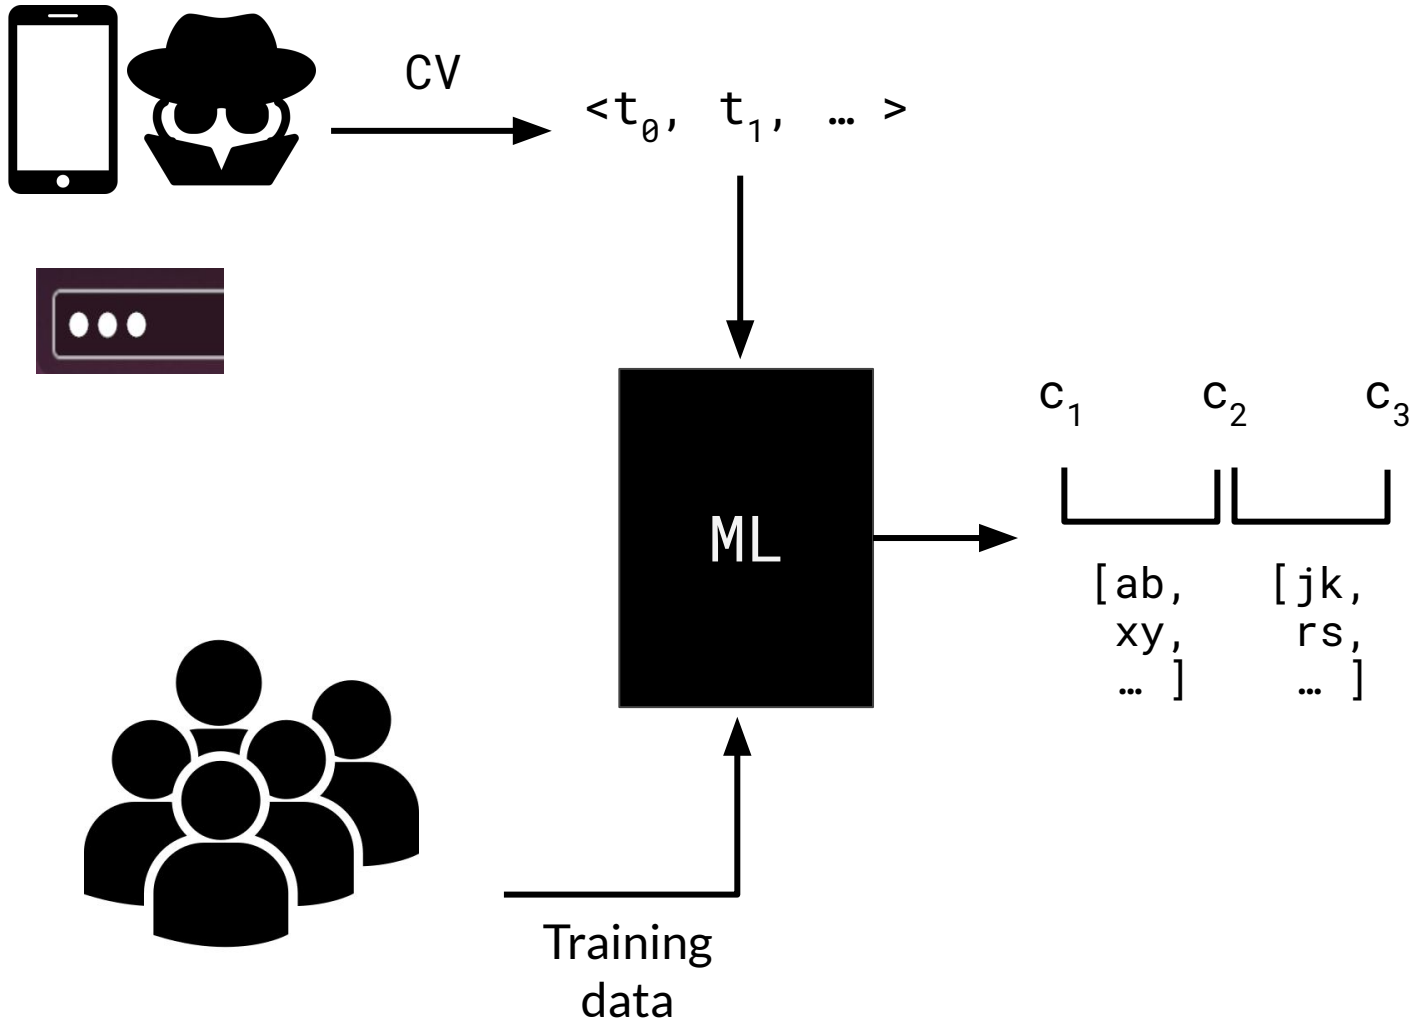 CV
<t₀, t₁, … >
ML
c₁ c₂ c₃
[ab, [jk,
xy, rs,
… ] … ]
Training
data